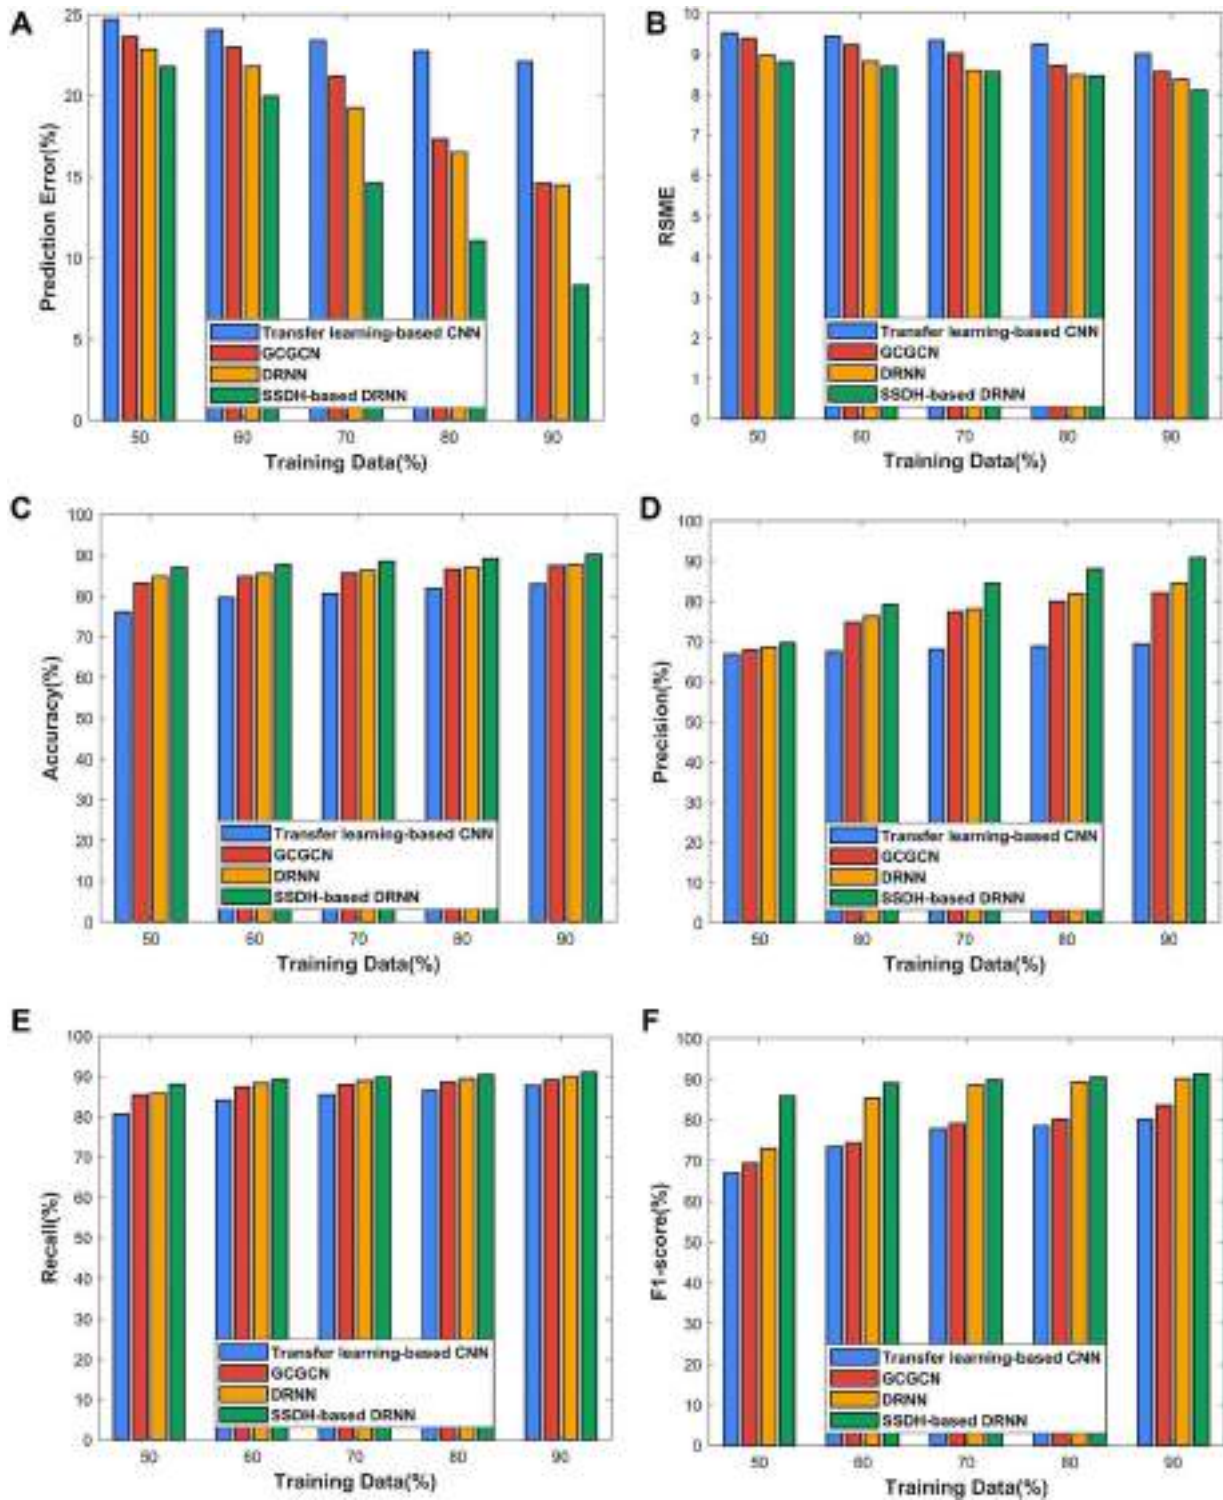 A
25
20
15
10
5
0
Prediction Error(%)
Transfer learning-based CNN
GCGCN
DRNN
SSDH-based DRNN
50 60 70 80 90
Training Data(%)
B
10
9
8
7
6
5
4
3
2
1
0
RSME
Transfer learning-based CNN
GCGCN
DRNN
SSDH-based DRNN
50 60 70 80 90
Training Data(%)
C
100
90
80
70
60
50
40
30
20
10
0
Accuracy(%)
Transfer learning-based CNN
GCGCN
DRNN
SSDH-based DRNN
50 60 70 80 90
Training Data(%)
D
100
90
80
70
60
50
40
30
20
10
0
Precision(%)
Transfer learning-based CNN
GCGCN
DRNN
SSDH-based DRNN
50 60 70 80 90
Training Data(%)
E
100
90
80
70
60
50
40
30
20
10
0
Recall(%)
Transfer learning-based CNN
GCGCN
DRNN
SSDH-based DRNN
50 60 70 80 90
Training Data(%)
F
100
90
80
70
60
50
40
30
20
10
0
F1-score(%)
Transfer learning-based CNN
GCGCN
DRNN
SSDH-based DRNN
50 60 70 80 90
Training Data(%)